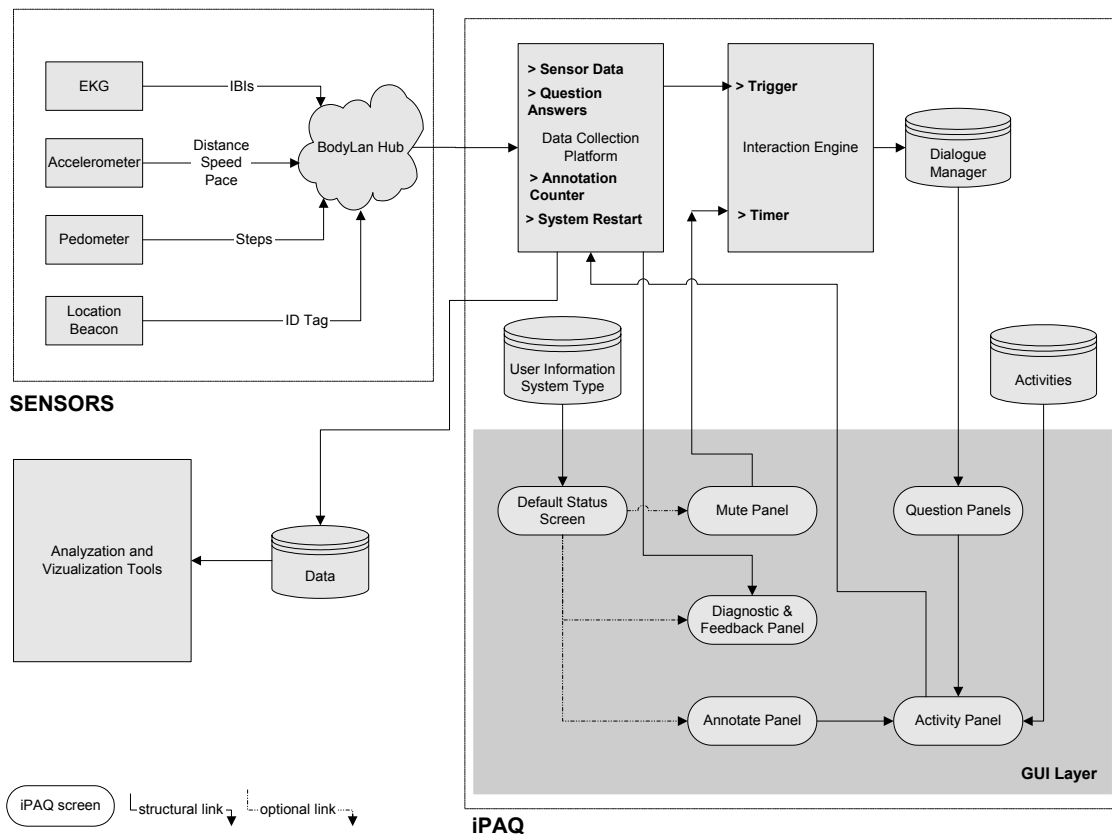 EKG
IBIs
Accelerometer
Distance
Speed
Pace
BodyLan Hub
Pedometer
Steps
Location
Beacon
ID Tag
SENSORS
> Sensor Data
> Question
Answers
Data Collection
Platform
> Annotation
Counter
> System Restart
> Trigger
Interaction Engine
> Timer
Dialogue
Manager
User Information
System Type
Activities
Default Status
Screen
Mute Panel
Question Panels
Diagnostic &
Feedback Panel
Annotate Panel
Activity Panel
GUI Layer
iPAQ
Analyzation and
Vizualization Tools
Data
iPAQ screen
structural link
optional link